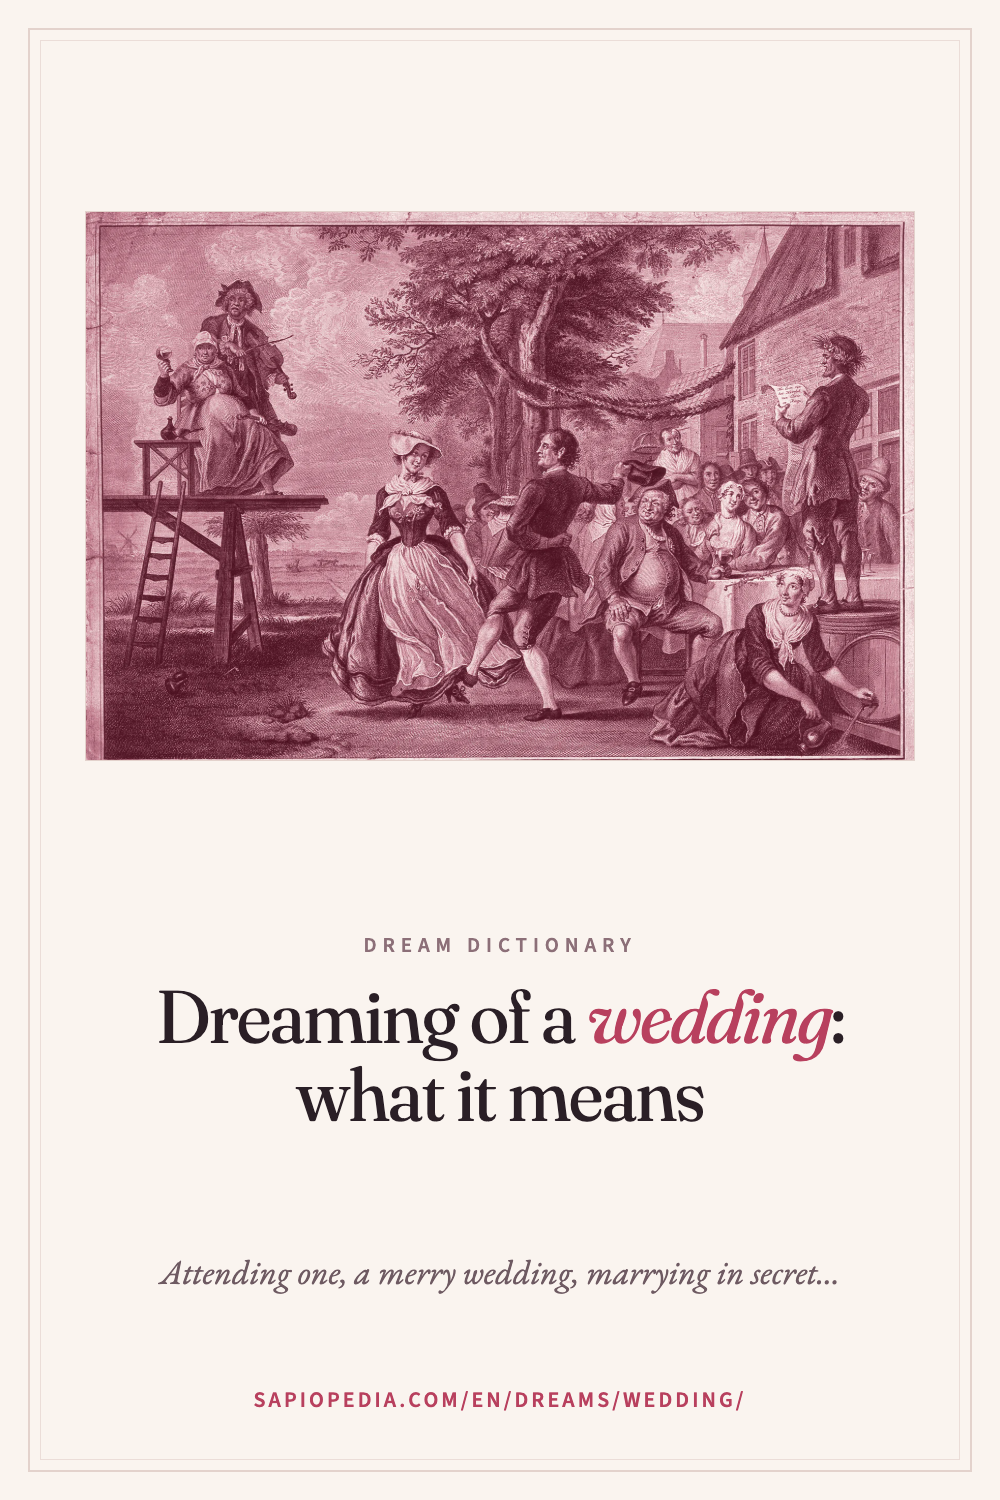 DREAM DICTIONARY
Dreaming of a wedding:
what it means
Attending one, a merry wedding, marrying in secret...
SAPIOPEDIA.COM/EN/DREAMS/WEDDING/